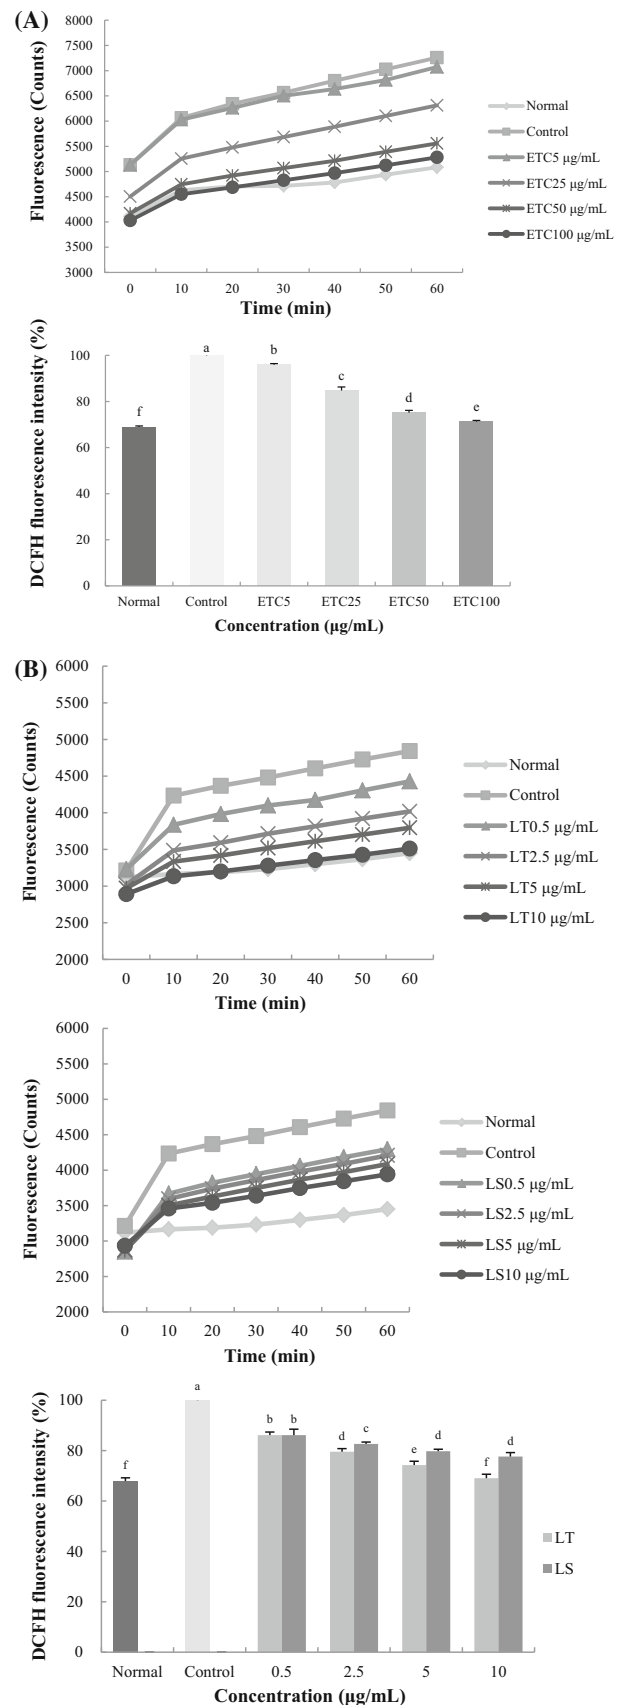 (A)
Fluorescence (Counts)
8000
7500
7000
6500
6000
5500
5000
4500
4000
3500
3000
0 10 20 30 40 50 60
Time (min)
Normal
Control
ETC5 μg/mL
ETC25 μg/mL
ETC50 μg/mL
ETC100 μg/mL
DCFH fluorescence intensity (%)
100
80
60
40
20
0
f a b c d e
Normal Control ETC5 ETC25 ETC50 ETC100
Concentration (μg/mL)
(B)
Fluorescence (Counts)
6000
5500
5000
4500
4000
3500
3000
2500
2000
0 10 20 30 40 50 60
Time (min)
Normal
Control
LT0.5 μg/mL
LT2.5 μg/mL
LT5 μg/mL
LT10 μg/mL
Fluorescence (Counts)
6000
5500
5000
4500
4000
3500
3000
2500
2000
0 10 20 30 40 50 60
Time (min)
Normal
Control
LS0.5 μg/mL
LS2.5 μg/mL
LS5 μg/mL
LS10 μg/mL
DCFH fluorescence intensity (%)
100
80
60
40
20
0
f a b b d c e d f d
LT
LS
Normal Control 0.5 2.5 5 10
Concentration (μg/mL)